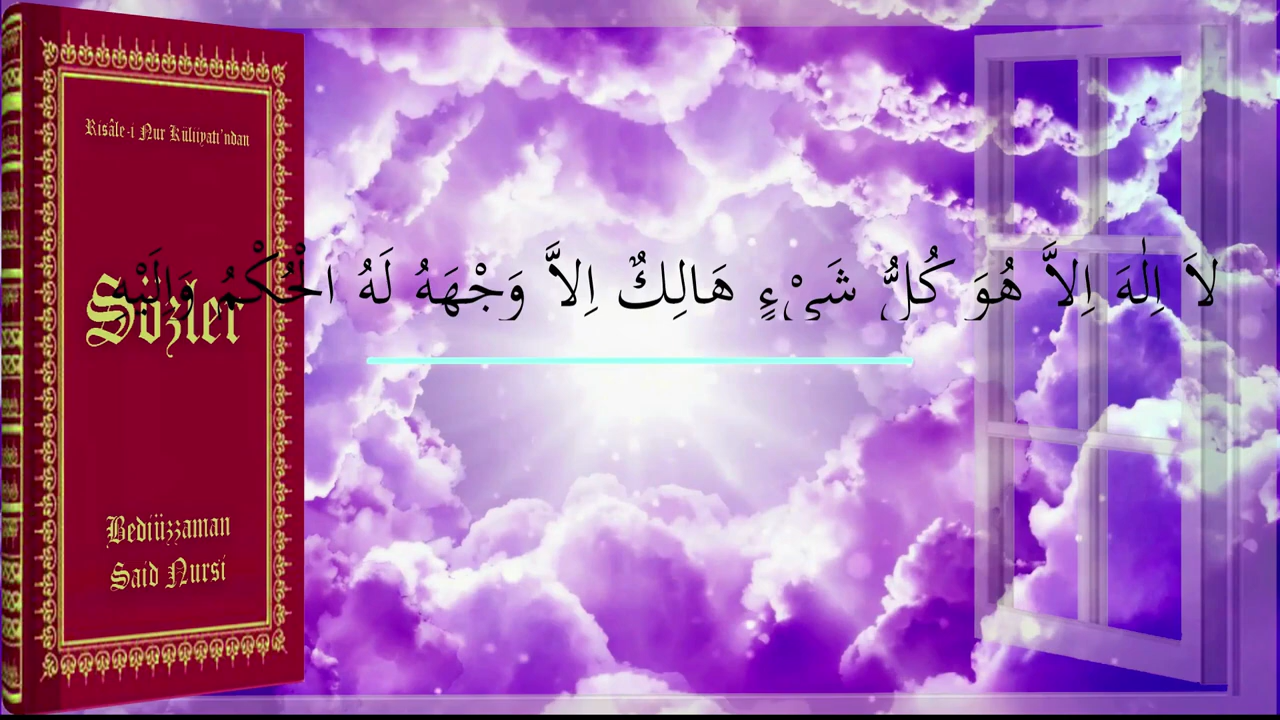 Risâle-i Nur Külliyatı'ndan
لاَ اِلٰهَ اِلاَّ هُوَ كُلُّ شَىْءٍ هَالِكٌ اِلاَّ وَجْهَهُ لَهُ الْحُكْمُ وَاِلَيْهِ
Sözler
Bediüzzaman
Said Nursi